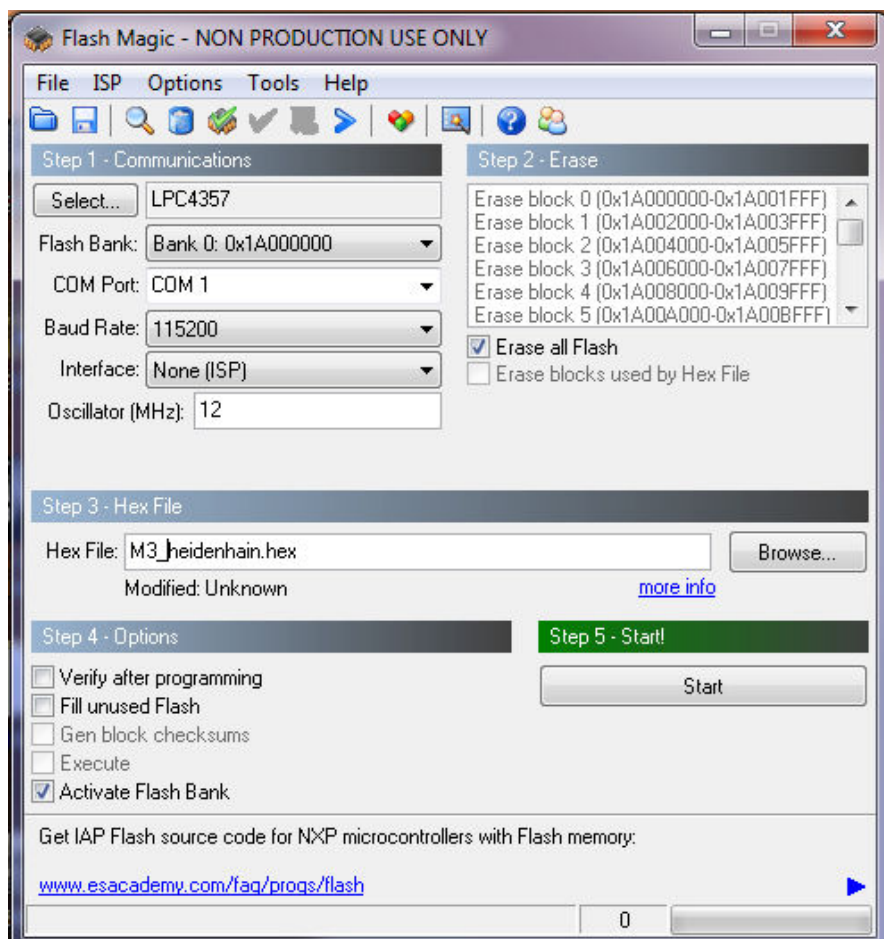 Flash Magic - NON PRODUCTION USE ONLY
File ISP Options Tools Help
Step 1 - Communications
Select... LPC4357
Flash Bank: Bank 0: 0x1A000000
COM Port: COM 1
Baud Rate: 115200
Interface: None (ISP)
Oscillator (MHz): 12
Step 2 - Erase
Erase block 0 (0x1A000000-0x1A001FFF)
Erase block 1 (0x1A002000-0x1A003FFF)
Erase block 2 (0x1A004000-0x1A005FFF)
Erase block 3 (0x1A006000-0x1A007FFF)
Erase block 4 (0x1A008000-0x1A009FFF)
Erase block 5 (0x1A00A000-0x1A00BFFF)
Erase all Flash
Erase blocks used by Hex File
Step 3 - Hex File
Hex File: M3_heidenhain.hex Browse...
Modified: Unknown more info
Step 4 - Options
Verify after programming
Fill unused Flash
Gen block checksums
Execute
Activate Flash Bank
Step 5 - Start!
Start
Get IAP Flash source code for NXP microcontrollers with Flash memory:
www.esacademy.com/faq/progs/flash
0